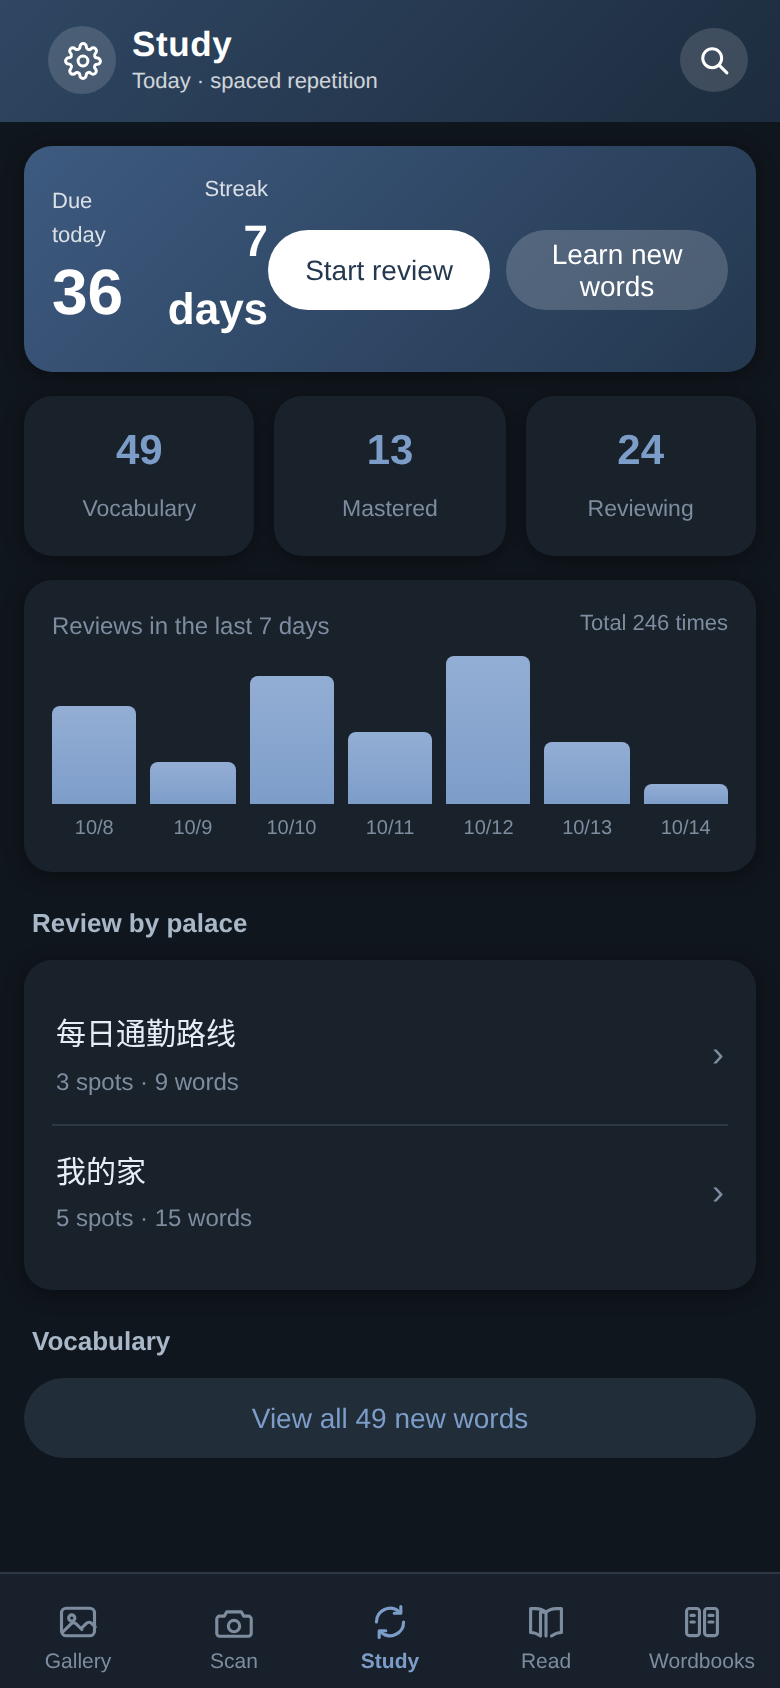 Study
Today · spaced repetition
Due
today
36
Streak
7
days
Start review
Learn new
words
49
Vocabulary
13
Mastered
24
Reviewing
Reviews in the last 7 days
Total 246 times
10/8
10/9
10/10
10/11
10/12
10/13
10/14
Review by palace
每日通勤路线
3 spots · 9 words
我的家
5 spots · 15 words
Vocabulary
View all 49 new words
Gallery
Scan
Study
Read
Wordbooks